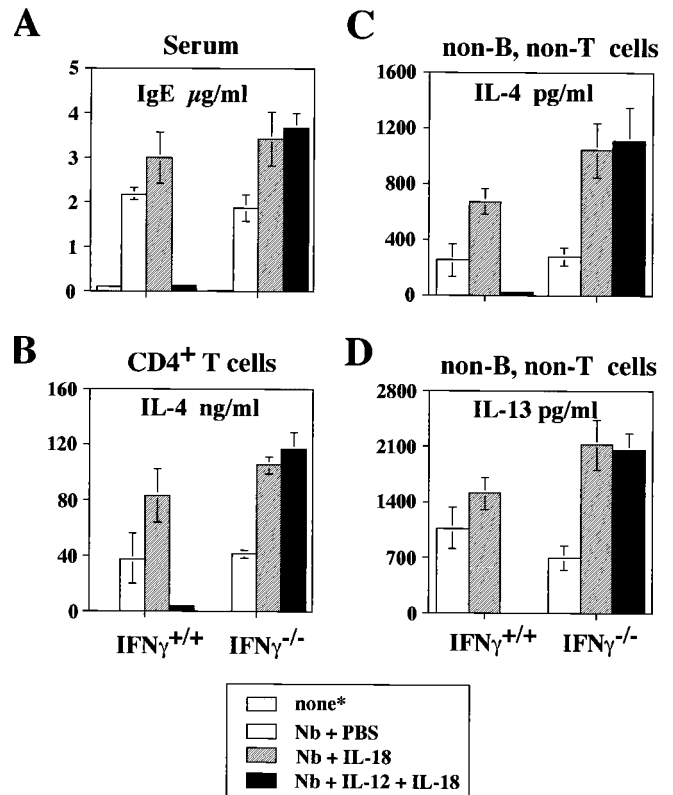 A
Serum
IgE µg/ml
5
4
3
2
1
0
C
non-B, non-T cells
IL-4 pg/ml
1600
1200
800
400
0
B
CD4+ T cells
IL-4 ng/ml
160
120
80
40
0
IFNγ+/+
IFNγ-/-
D
non-B, non-T cells
IL-13 pg/ml
2800
2100
1400
700
0
IFNγ+/+
IFNγ-/-
none*
Nb + PBS
Nb + IL-18
Nb + IL-12 + IL-18